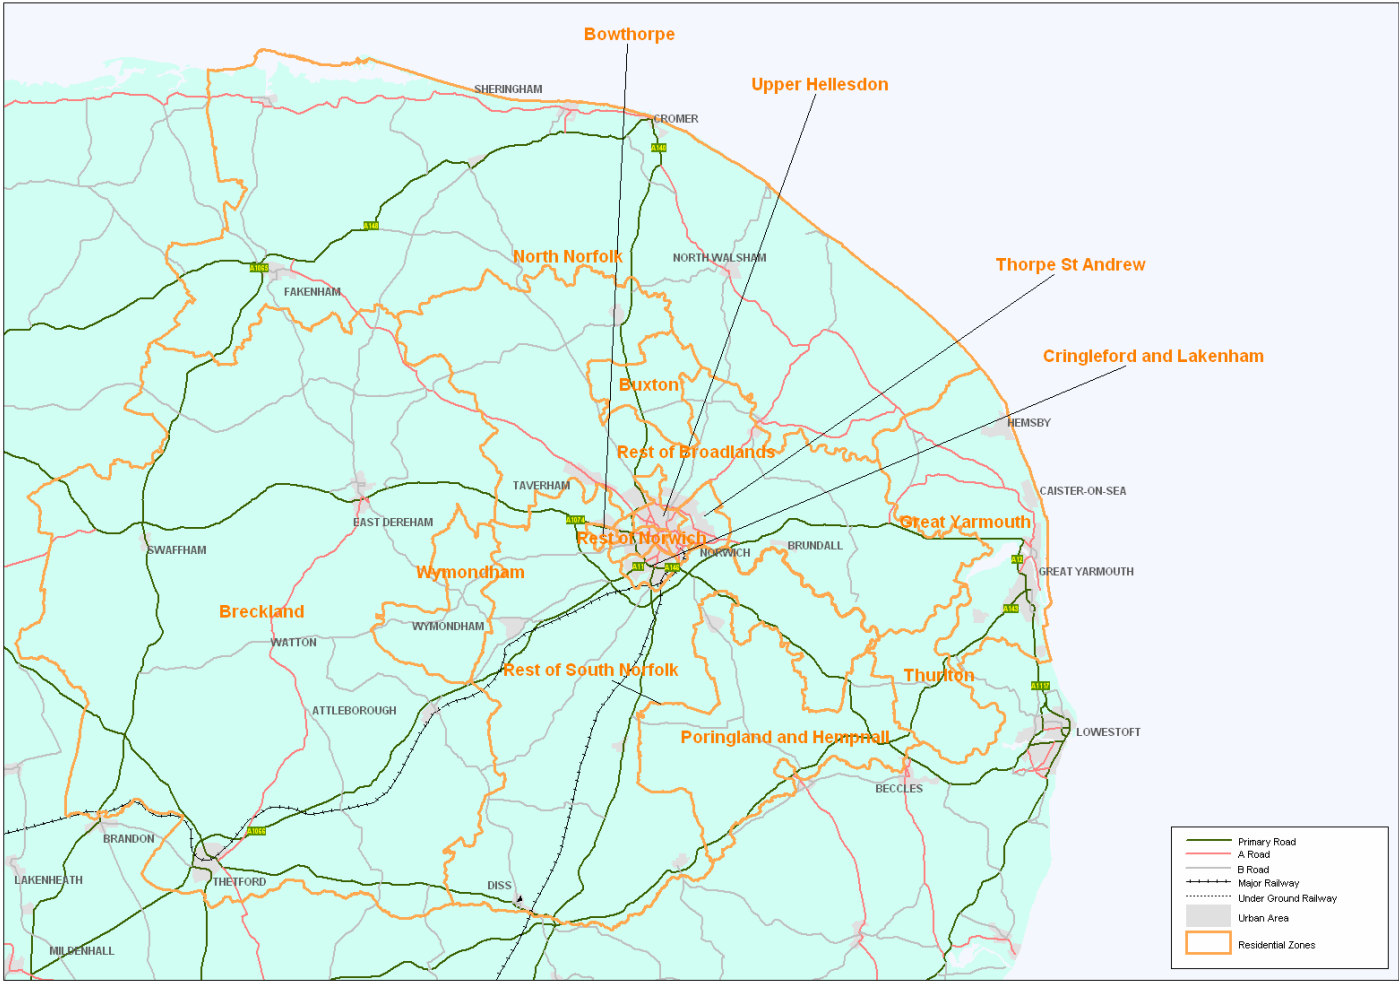 Bowthorpe
Upper Hellesdon
SHERINGHAM
CROMER
A140
A148
North Norfolk
NORTH WALSHAM
Thorpe St Andrew
A1065
FAKENHAM
Cringleford and Lakenham
Buxton
HEMSBY
Rest of Broadlands
TAVERHAM
CAISTER-ON-SEA
EAST DEREHAM
A1074
Great Yarmouth
SWAFFHAM
Rest of Norwich
NORWICH
BRUNDALL
A11
A146
GREAT YARMOUTH
Wymondham
Breckland
WYMONDHAM
A143
WATTON
Rest of South Norfolk
Thurlton
A1117
ATTLEBOROUGH
Poringland and Hempnall
LOWESTOFT
BECCLES
BRANDON
A1066
LAKENHEATH
THETFORD
DISS
MILDENHALL
Primary Road
A Road
B Road
Major Railway
Under Ground Railway
Urban Area
Residential Zones